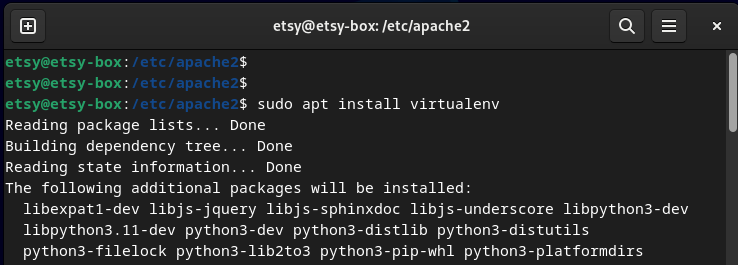 etsy@etsy-box: /etc/apache2
etsy@etsy-box:/etc/apache2$
etsy@etsy-box:/etc/apache2$
etsy@etsy-box:/etc/apache2$ sudo apt install virtualenv
Reading package lists... Done
Building dependency tree... Done
Reading state information... Done
The following additional packages will be installed:
  libexpat1-dev libjs-jquery libjs-sphinxdoc libjs-underscore libpython3-dev
  libpython3.11-dev python3-dev python3-distlib python3-distutils
  python3-filelock python3-lib2to3 python3-pip-whl python3-platformdirs